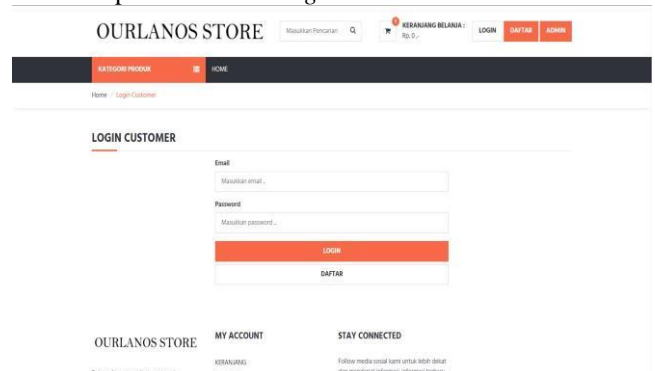 OURLANOS STORE
Masukkan Pencarian
0
KERANJANG BELANJA :
Rp. 0 ,-
LOGIN
DAFTAR
ADMIN
KATEGORI PRODUK
HOME
Home / Login Customer
LOGIN CUSTOMER
Email
Masukkan email ..
Password
Masukkan password ..
LOGIN
DAFTAR
OURLANOS STORE
MY ACCOUNT
STAY CONNECTED
KERANJANG
Follow media sosial kami untuk lebih dekat